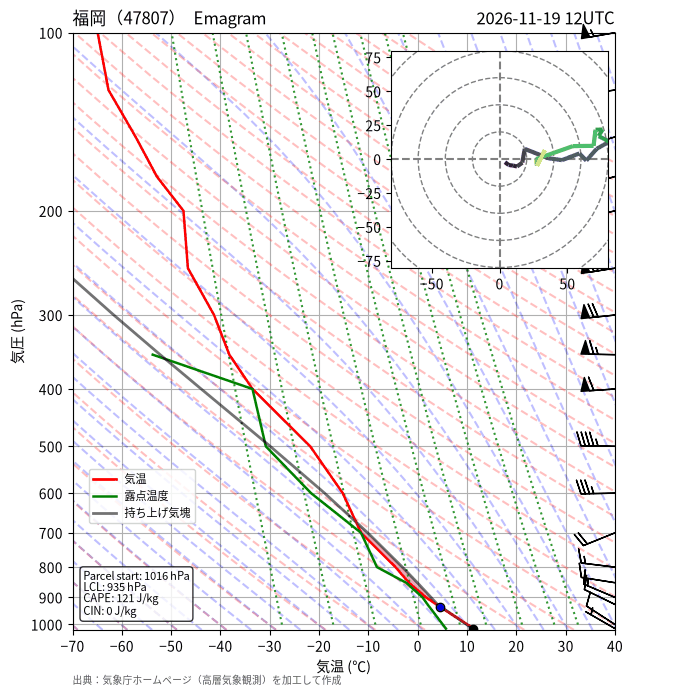 福岡（47807） Emagram
2026-11-19 12UTC
100
200
300
400
500
600
700
800
900
1000
気圧 (hPa)
75
50
25
0
−25
−50
−75
−50
0
50
気温
露点温度
持ち上げ気塊
Parcel start: 1016 hPa
LCL: 935 hPa
CAPE: 121 J/kg
CIN: 0 J/kg
−70
−60
−50
−40
−30
−20
−10
0
10
20
30
40
気温 (°C)
出典：気象庁ホームページ（高層気象観測）を加工して作成